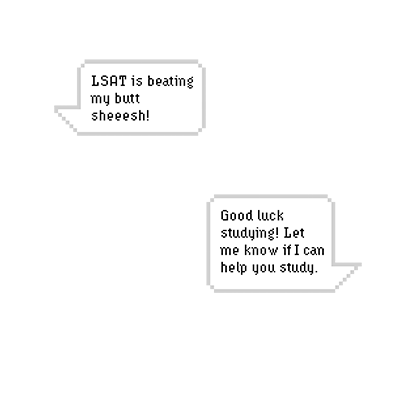 LSAT is beating
my butt
sheeesh!
Good luck
studying! Let
me know if I can
help you study.